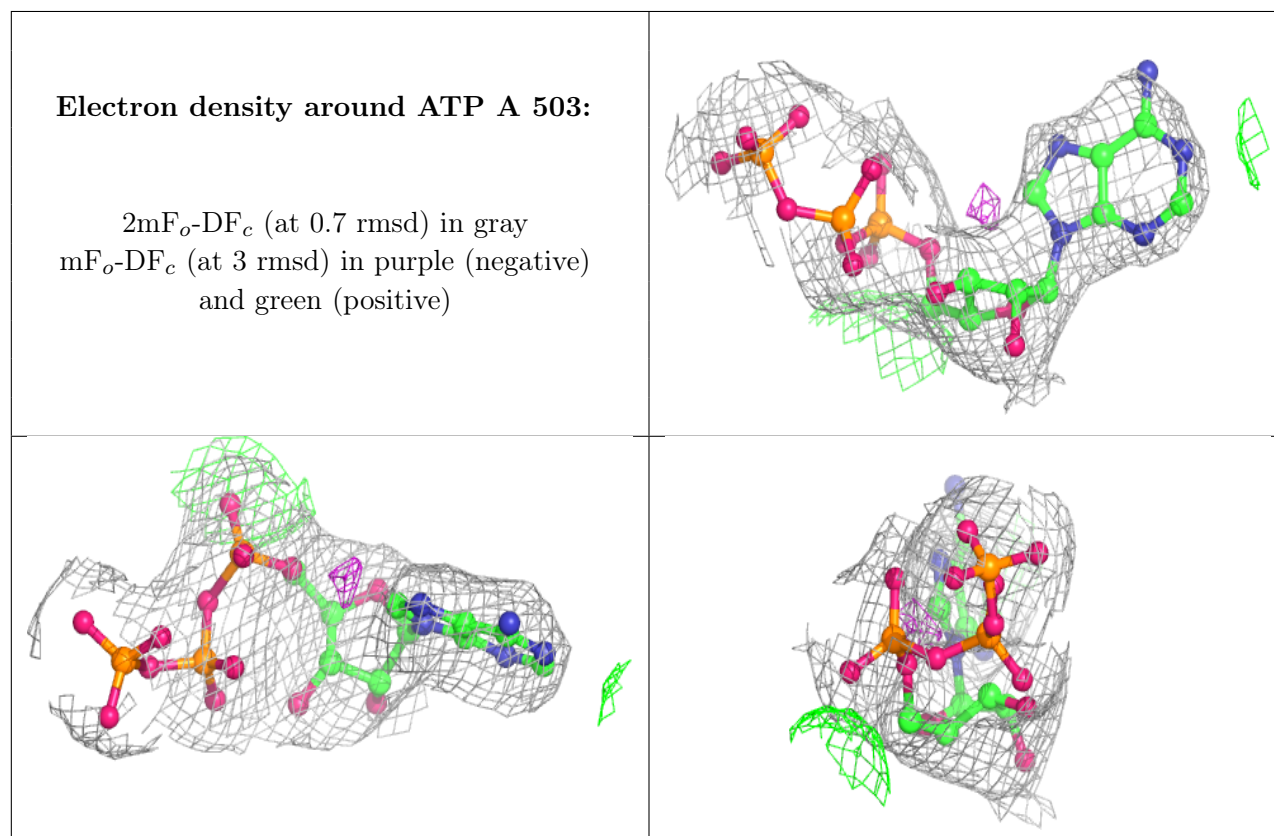 Electron density around ATP A 503:
2mFₒ-DF𝑐 (at 0.7 rmsd) in gray
mFₒ-DF𝑐 (at 3 rmsd) in purple (negative)
and green (positive)